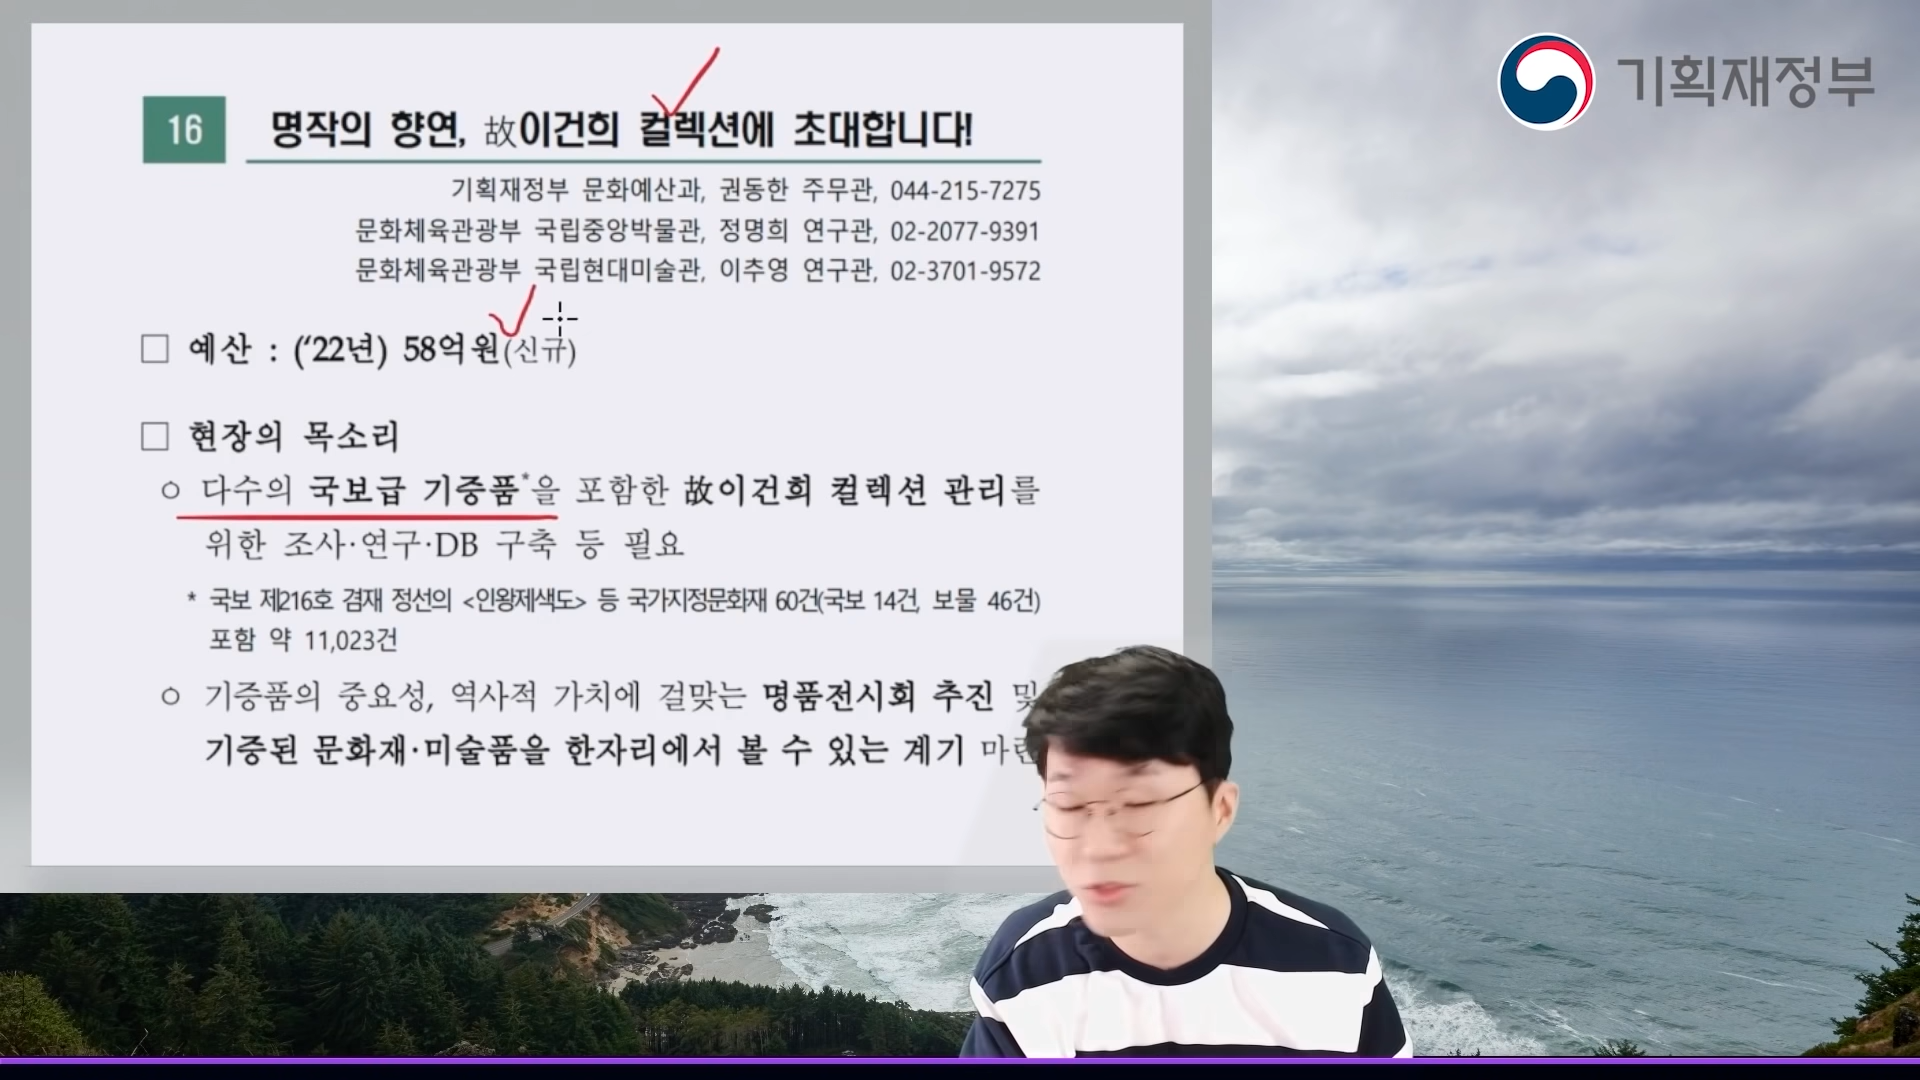 기획재정부
16 명작의 향연, 故이건희 컬렉션에 초대합니다!
기획재정부 문화예산과, 권동한 주무관, 044-215-7275
문화체육관광부 국립중앙박물관, 정명희 연구관, 02-2077-9391
문화체육관광부 국립현대미술관, 이추영 연구관, 02-3701-9572
□ 예산 : (‘22년) 58억원(신규)
□ 현장의 목소리
ㅇ 다수의 국보급 기증품*을 포함한 故이건희 컬렉션 관리를
위한 조사·연구·DB 구축 등 필요
* 국보 제216호 겸재 정선의 <인왕제색도> 등 국가지정문화재 60건(국보 14건, 보물 46건)
포함 약 11,023건
ㅇ 기증품의 중요성, 역사적 가치에 걸맞는 명품전시회 추진 및
기증된 문화재·미술품을 한자리에서 볼 수 있는 계기